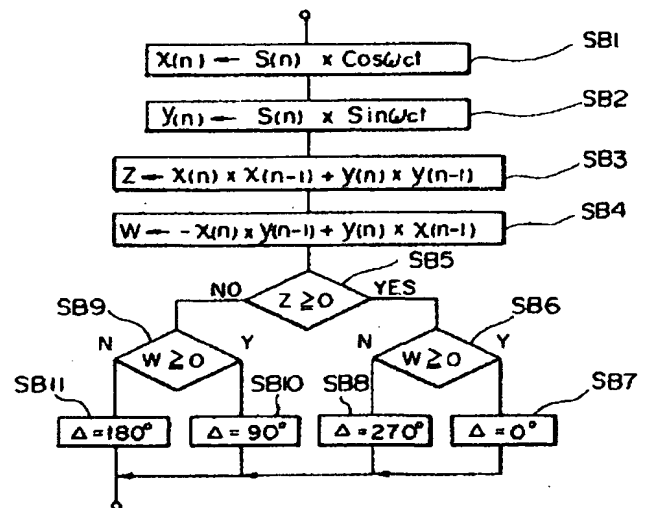 X(n) ← S(n) × Cosωct
SB1
Y(n) ← S(n) × Sinωct
SB2
Z ← X(n) × X(n-1) + Y(n) × Y(n-1)
SB3
W ← -X(n) × Y(n-1) + Y(n) × X(n-1)
SB4
SB5
NO
Z ≧ 0
YES
SB9
SB6
N
W ≧ 0
Y
N
W ≧ 0
Y
SB11
SB10
SB8
SB7
Δ = 180°
Δ = 90°
Δ = 270°
Δ = 0°